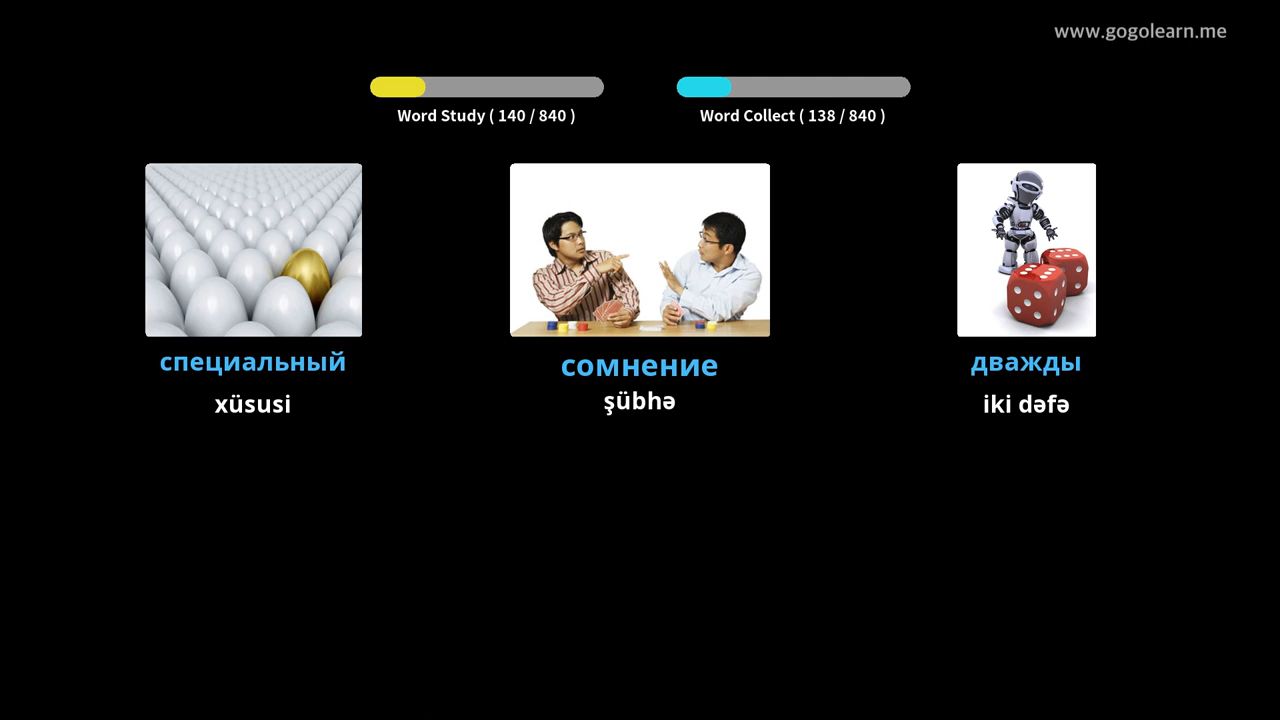 www.gogolearn.me
Word Study ( 140 / 840 )
Word Collect ( 138 / 840 )
специальный
сомнение
дважды
xüsusi
şübhə
iki dəfə